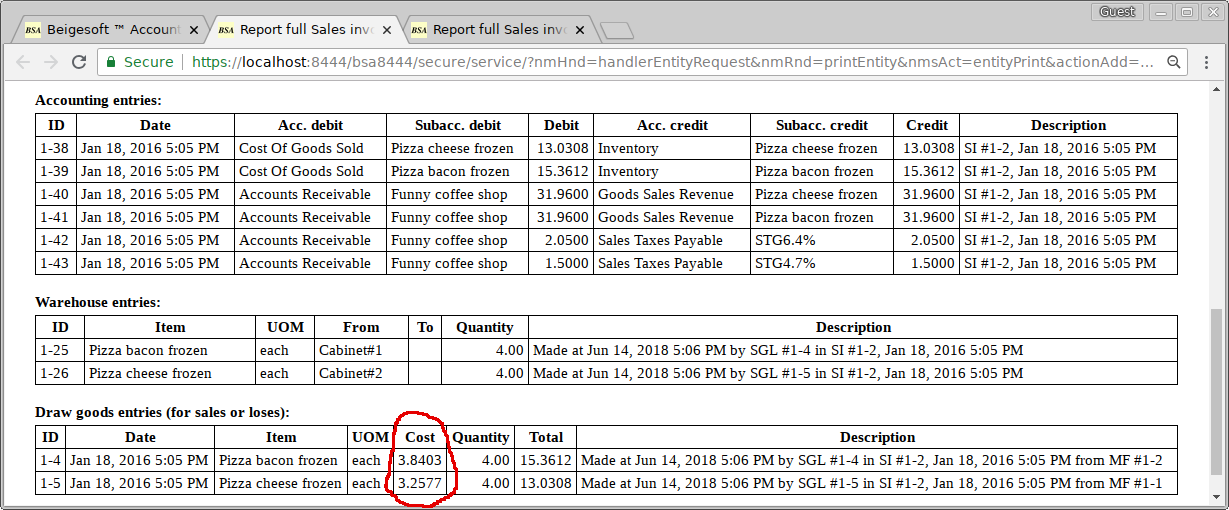 Guest
BSA Beigesoft ™ Account
BSA Report full Sales invo
BSA Report full Sales invo
Secure https://localhost:8444/bsa8444/secure/service/?nmHnd=handlerEntityRequest&nmRnd=printEntity&nmsAct=entityPrint&actionAdd=...
Accounting entries:
ID Date Acc. debit Subacc. debit Debit Acc. credit Subacc. credit Credit Description
1-38 Jan 18, 2016 5:05 PM Cost Of Goods Sold Pizza cheese frozen 13.0308 Inventory Pizza cheese frozen 13.0308 SI #1-2, Jan 18, 2016 5:05 PM
1-39 Jan 18, 2016 5:05 PM Cost Of Goods Sold Pizza bacon frozen 15.3612 Inventory Pizza bacon frozen 15.3612 SI #1-2, Jan 18, 2016 5:05 PM
1-40 Jan 18, 2016 5:05 PM Accounts Receivable Funny coffee shop 31.9600 Goods Sales Revenue Pizza cheese frozen 31.9600 SI #1-2, Jan 18, 2016 5:05 PM
1-41 Jan 18, 2016 5:05 PM Accounts Receivable Funny coffee shop 31.9600 Goods Sales Revenue Pizza bacon frozen 31.9600 SI #1-2, Jan 18, 2016 5:05 PM
1-42 Jan 18, 2016 5:05 PM Accounts Receivable Funny coffee shop 2.0500 Sales Taxes Payable STG6.4% 2.0500 SI #1-2, Jan 18, 2016 5:05 PM
1-43 Jan 18, 2016 5:05 PM Accounts Receivable Funny coffee shop 1.5000 Sales Taxes Payable STG4.7% 1.5000 SI #1-2, Jan 18, 2016 5:05 PM
Warehouse entries:
ID Item UOM From To Quantity Description
1-25 Pizza bacon frozen each Cabinet#1 4.00 Made at Jun 14, 2018 5:06 PM by SGL #1-4 in SI #1-2, Jan 18, 2016 5:05 PM
1-26 Pizza cheese frozen each Cabinet#2 4.00 Made at Jun 14, 2018 5:06 PM by SGL #1-5 in SI #1-2, Jan 18, 2016 5:05 PM
Draw goods entries (for sales or loses):
ID Date Item UOM Cost Quantity Total Description
1-4 Jan 18, 2016 5:05 PM Pizza bacon frozen each 3.8403 4.00 15.3612 Made at Jun 14, 2018 5:06 PM by SGL #1-4 in SI #1-2, Jan 18, 2016 5:05 PM from MF #1-2
1-5 Jan 18, 2016 5:05 PM Pizza cheese frozen each 3.2577 4.00 13.0308 Made at Jun 14, 2018 5:06 PM by SGL #1-5 in SI #1-2, Jan 18, 2016 5:05 PM from MF #1-1